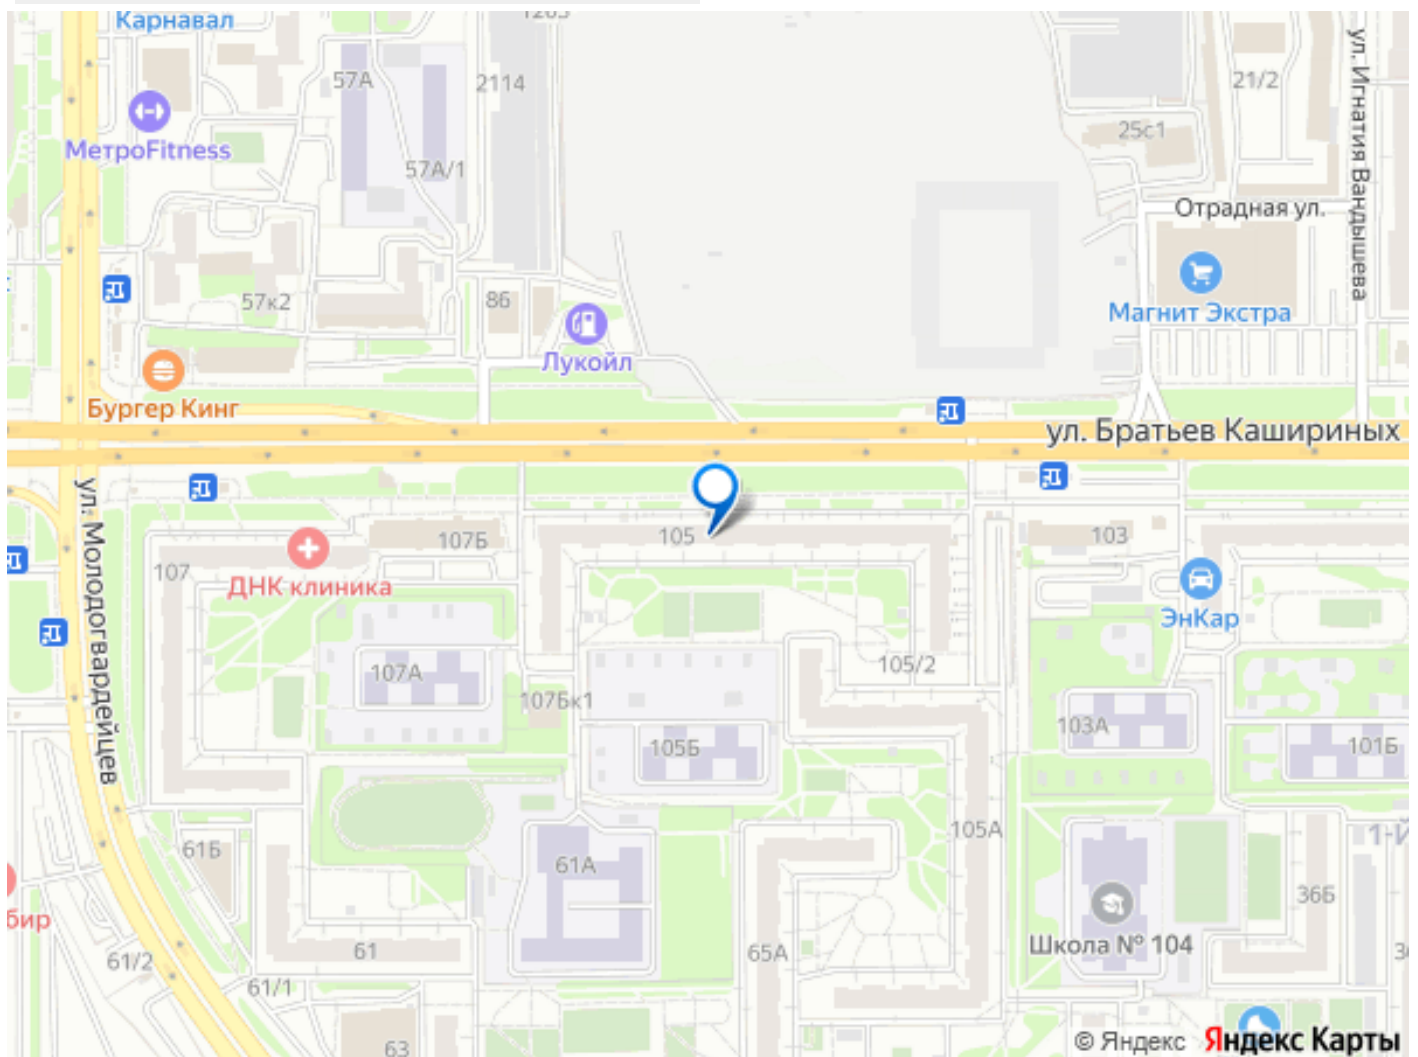 Карнавал
1205
57А
2114
21/2
ул. Игнатия Вандышева
25с1
МетроFitness
57А/1
Отрадная ул.
57к2
86
Магнит Экстра
Лукойл
Бургер Кинг
ул. Братьев Кашириных
ул. Молодогвардейцев
105
103
107Б
107
ДНК клиника
ЭнКар
105/2
107А
107Бк1
103А
105Б
101Б
105А
1-Й
61Б
61А
36Б
бир
61
65А
Школа № 104
61/2
61/1
63
© Яндекс Яндекс Карты